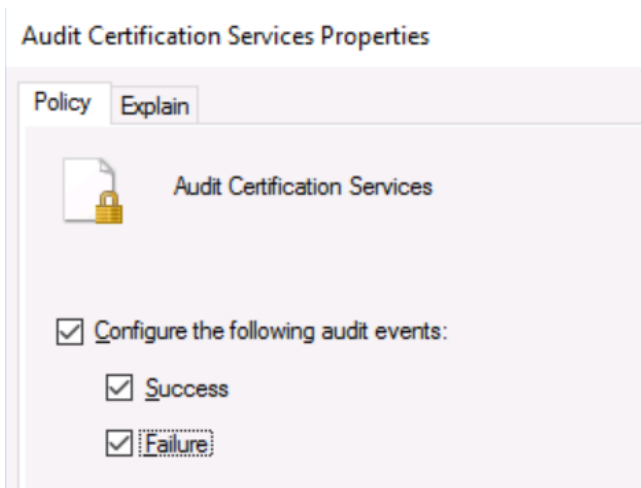 Audit Certification Services Properties
Policy Explain
Audit Certification Services
Configure the following audit events:
Success
Failure